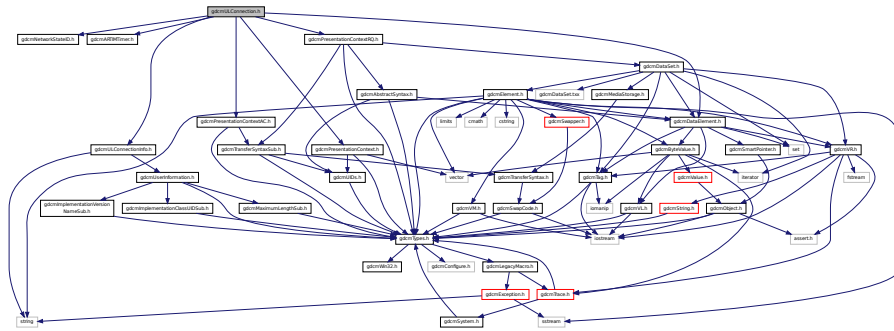 gdcmULConnection.h
gdcmNetworkStateID.h
gdcmARTIMTimer.h
gdcmPresentationContextRQ.h
gdcmDataSet.h
gdcmElement.h
gdcmDataSet.txx
gdcmMediaStorage.h
gdcmAbstractSyntax.h
gdcmPresentationContextAC.h
limits
cmath
cstring
gdcmSwapper.h
gdcmDataElement.h
gdcmULConnectionInfo.h
gdcmTransferSyntaxSub.h
gdcmPresentationContext.h
gdcmByteValue.h
gdcmSmartPointer.h
set
gdcmVR.h
gdcmUserInformation.h
gdcmUIDs.h
vector
gdcmTransferSyntax.h
gdcmTag.h
gdcmValue.h
iterator
fstream
gdcmImplementationVersion
NameSub.h
gdcmImplementationClassUIDSub.h
gdcmMaximumLengthSub.h
gdcmVM.h
gdcmSwapCode.h
iomanip
gdcmVL.h
gdcmString.h
gdcmObject.h
gdcmTypes.h
iostream
assert.h
gdcmWin32.h
gdcmConfigure.h
gdcmLegacyMacro.h
gdcmException.h
gdcmTrace.h
string
gdcmSystem.h
sstream